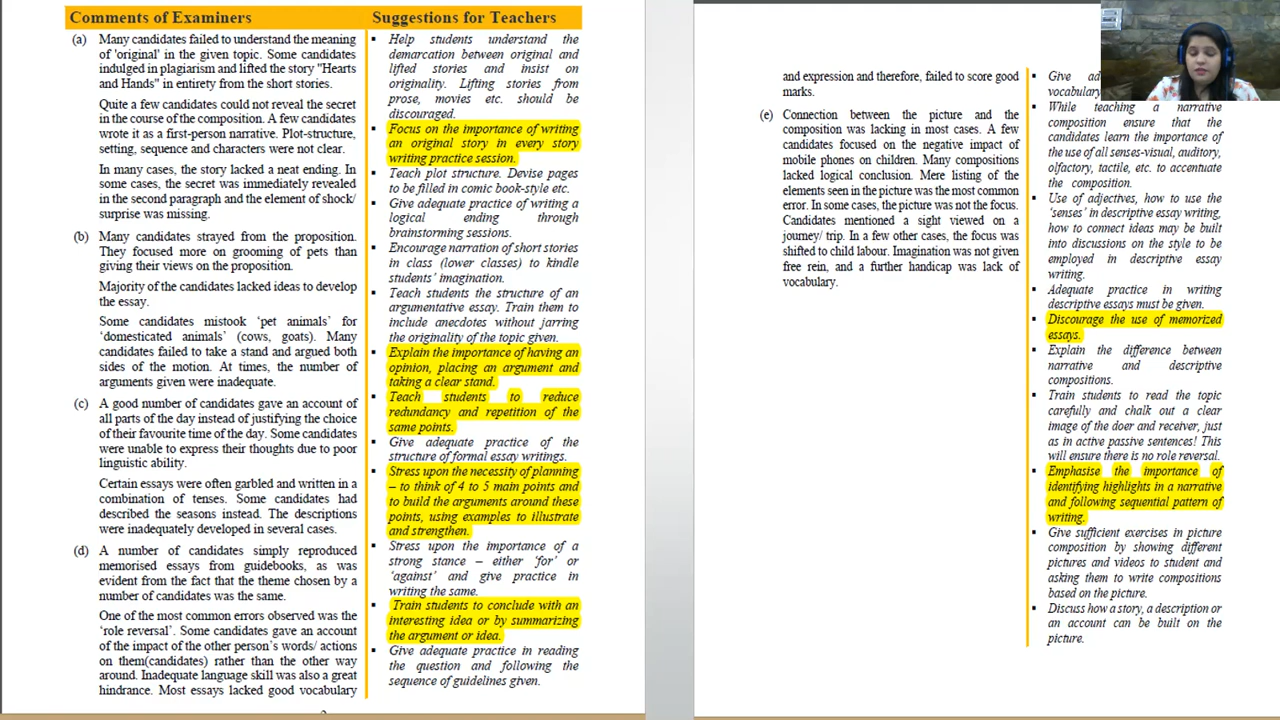 Comments of Examiners
Suggestions for Teachers
(a) Many candidates failed to understand the meaning
of 'original' in the given topic. Some candidates
indulged in plagiarism and lifted the story "Hearts
and Hands" in entirety from the short stories.
Quite a few candidates could not reveal the secret
in the course of the composition. A few candidates
wrote it as a first-person narrative. Plot-structure,
setting, sequence and characters were not clear.
In many cases, the story lacked a neat ending. In
some cases, the secret was immediately revealed
in the second paragraph and the element of shock/
surprise was missing.
(b) Many candidates strayed from the proposition.
They focused more on grooming of pets than
giving their views on the proposition.
Majority of the candidates lacked ideas to develop
the essay.
Some candidates mistook ‘pet animals’ for
‘domesticated animals’ (cows, goats). Many
candidates failed to take a stand and argued both
sides of the motion. At times, the number of
arguments given were inadequate.
(c) A good number of candidates gave an account of
all parts of the day instead of justifying the choice
of their favourite time of the day. Some candidates
were unable to express their thoughts due to poor
linguistic ability.
Certain essays were often garbled and written in a
combination of tenses. Some candidates had
described the seasons instead. The descriptions
were inadequately developed in several cases.
(d) A number of candidates simply reproduced
memorised essays from guidebooks, as was
evident from the fact that the theme chosen by a
number of candidates was the same.
One of the most common errors observed was the
‘role reversal’. Some candidates gave an account
of the impact of the other person’s words/ actions
on them(candidates) rather than the other way
around. Inadequate language skill was also a great
hindrance. Most essays lacked good vocabulary
▪ Help students understand the
demarcation between original and
lifted stories and insist on
originality. Lifting stories from
prose, movies etc. should be
discouraged.
▪ Focus on the importance of writing
an original story in every story
writing practice session.
▪ Teach plot structure. Devise pages
to be filled in comic book-style etc.
▪ Give adequate practice of writing a
logical ending through
brainstorming sessions.
▪ Encourage narration of short stories
in class (lower classes) to kindle
students’ imagination.
▪ Teach students the structure of an
argumentative essay. Train them to
include anecdotes without jarring
the originality of the topic given.
▪ Explain the importance of having an
opinion, placing an argument and
taking a clear stand.
▪ Teach students to reduce
redundancy and repetition of the
same points.
▪ Give adequate practice of the
structure of formal essay writings.
▪ Stress upon the necessity of planning
– to think of 4 to 5 main points and
to build the arguments around these
points, using examples to illustrate
and strengthen.
▪ Stress upon the importance of a
strong stance – either ‘for’ or
‘against’ and give practice in
writing the same.
▪ Train students to conclude with an
interesting idea or by summarizing
the argument or idea.
▪ Give adequate practice in reading
the question and following the
sequence of guidelines given.
and expression and therefore, failed to score good
marks.
(e) Connection between the picture and the
composition was lacking in most cases. A few
candidates focused on the negative impact of
mobile phones on children. Many compositions
lacked logical conclusion. Mere listing of the
elements seen in the picture was the most common
error. In some cases, the picture was not the focus.
Candidates mentioned a sight viewed on a
journey/ trip. In a few other cases, the focus was
shifted to child labour. Imagination was not given
free rein, and a further handicap was lack of
vocabulary.
▪ Give
vocabulary
▪ While teaching a narrative
composition ensure that the
candidates learn the importance of
the use of all senses-visual, auditory,
olfactory, tactile, etc. to accentuate
the composition.
▪ Use of adjectives, how to use the
‘senses’ in descriptive essay writing,
how to connect ideas may be built
into discussions on the style to be
employed in descriptive essay
writing.
▪ Adequate practice in writing
descriptive essays must be given.
▪ Discourage the use of memorized
essays.
▪ Explain the difference between
narrative and descriptive
compositions.
▪ Train students to read the topic
carefully and chalk out a clear
image of the doer and receiver, just
as in active passive sentences! This
will ensure there is no role reversal.
▪ Emphasise the importance of
identifying highlights in a narrative
and following sequential pattern of
writing.
▪ Give sufficient exercises in picture
composition by showing different
pictures and videos to student and
asking them to write compositions
based on the picture.
▪ Discuss how a story, a description or
an account can be built on the
picture.